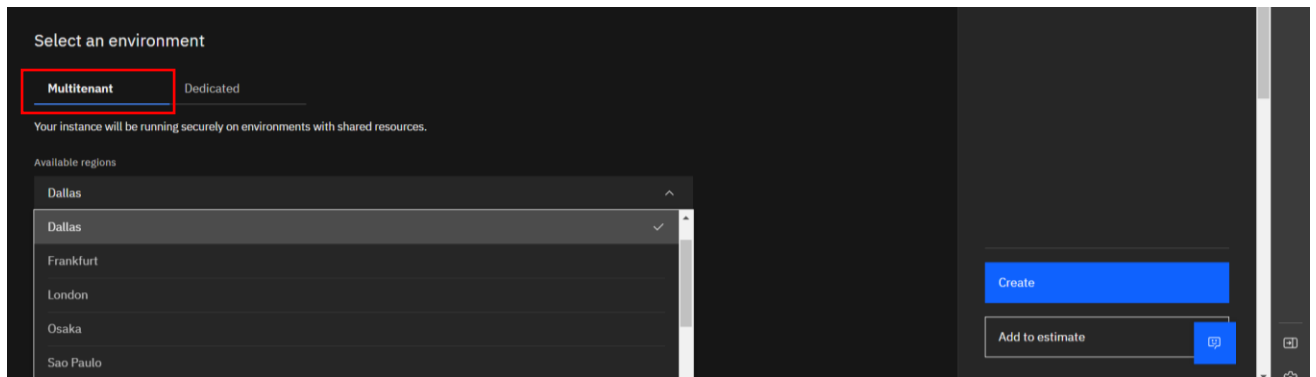 Select an environment
Multitenant Dedicated
Your instance will be running securely on environments with shared resources.
Available regions
Dallas
Dallas
Frankfurt
London
Osaka
Sao Paulo
Create
Add to estimate